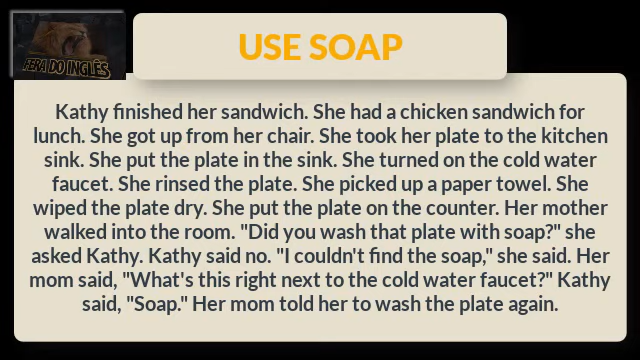 FERA DO INGLÊS
USE SOAP
Kathy finished her sandwich. She had a chicken sandwich for
lunch. She got up from her chair. She took her plate to the kitchen
sink. She put the plate in the sink. She turned on the cold water
faucet. She rinsed the plate. She picked up a paper towel. She
wiped the plate dry. She put the plate on the counter. Her mother
walked into the room. "Did you wash that plate with soap?" she
asked Kathy. Kathy said no. "I couldn't find the soap," she said. Her
mom said, "What's this right next to the cold water faucet?" Kathy
said, "Soap." Her mom told her to wash the plate again.